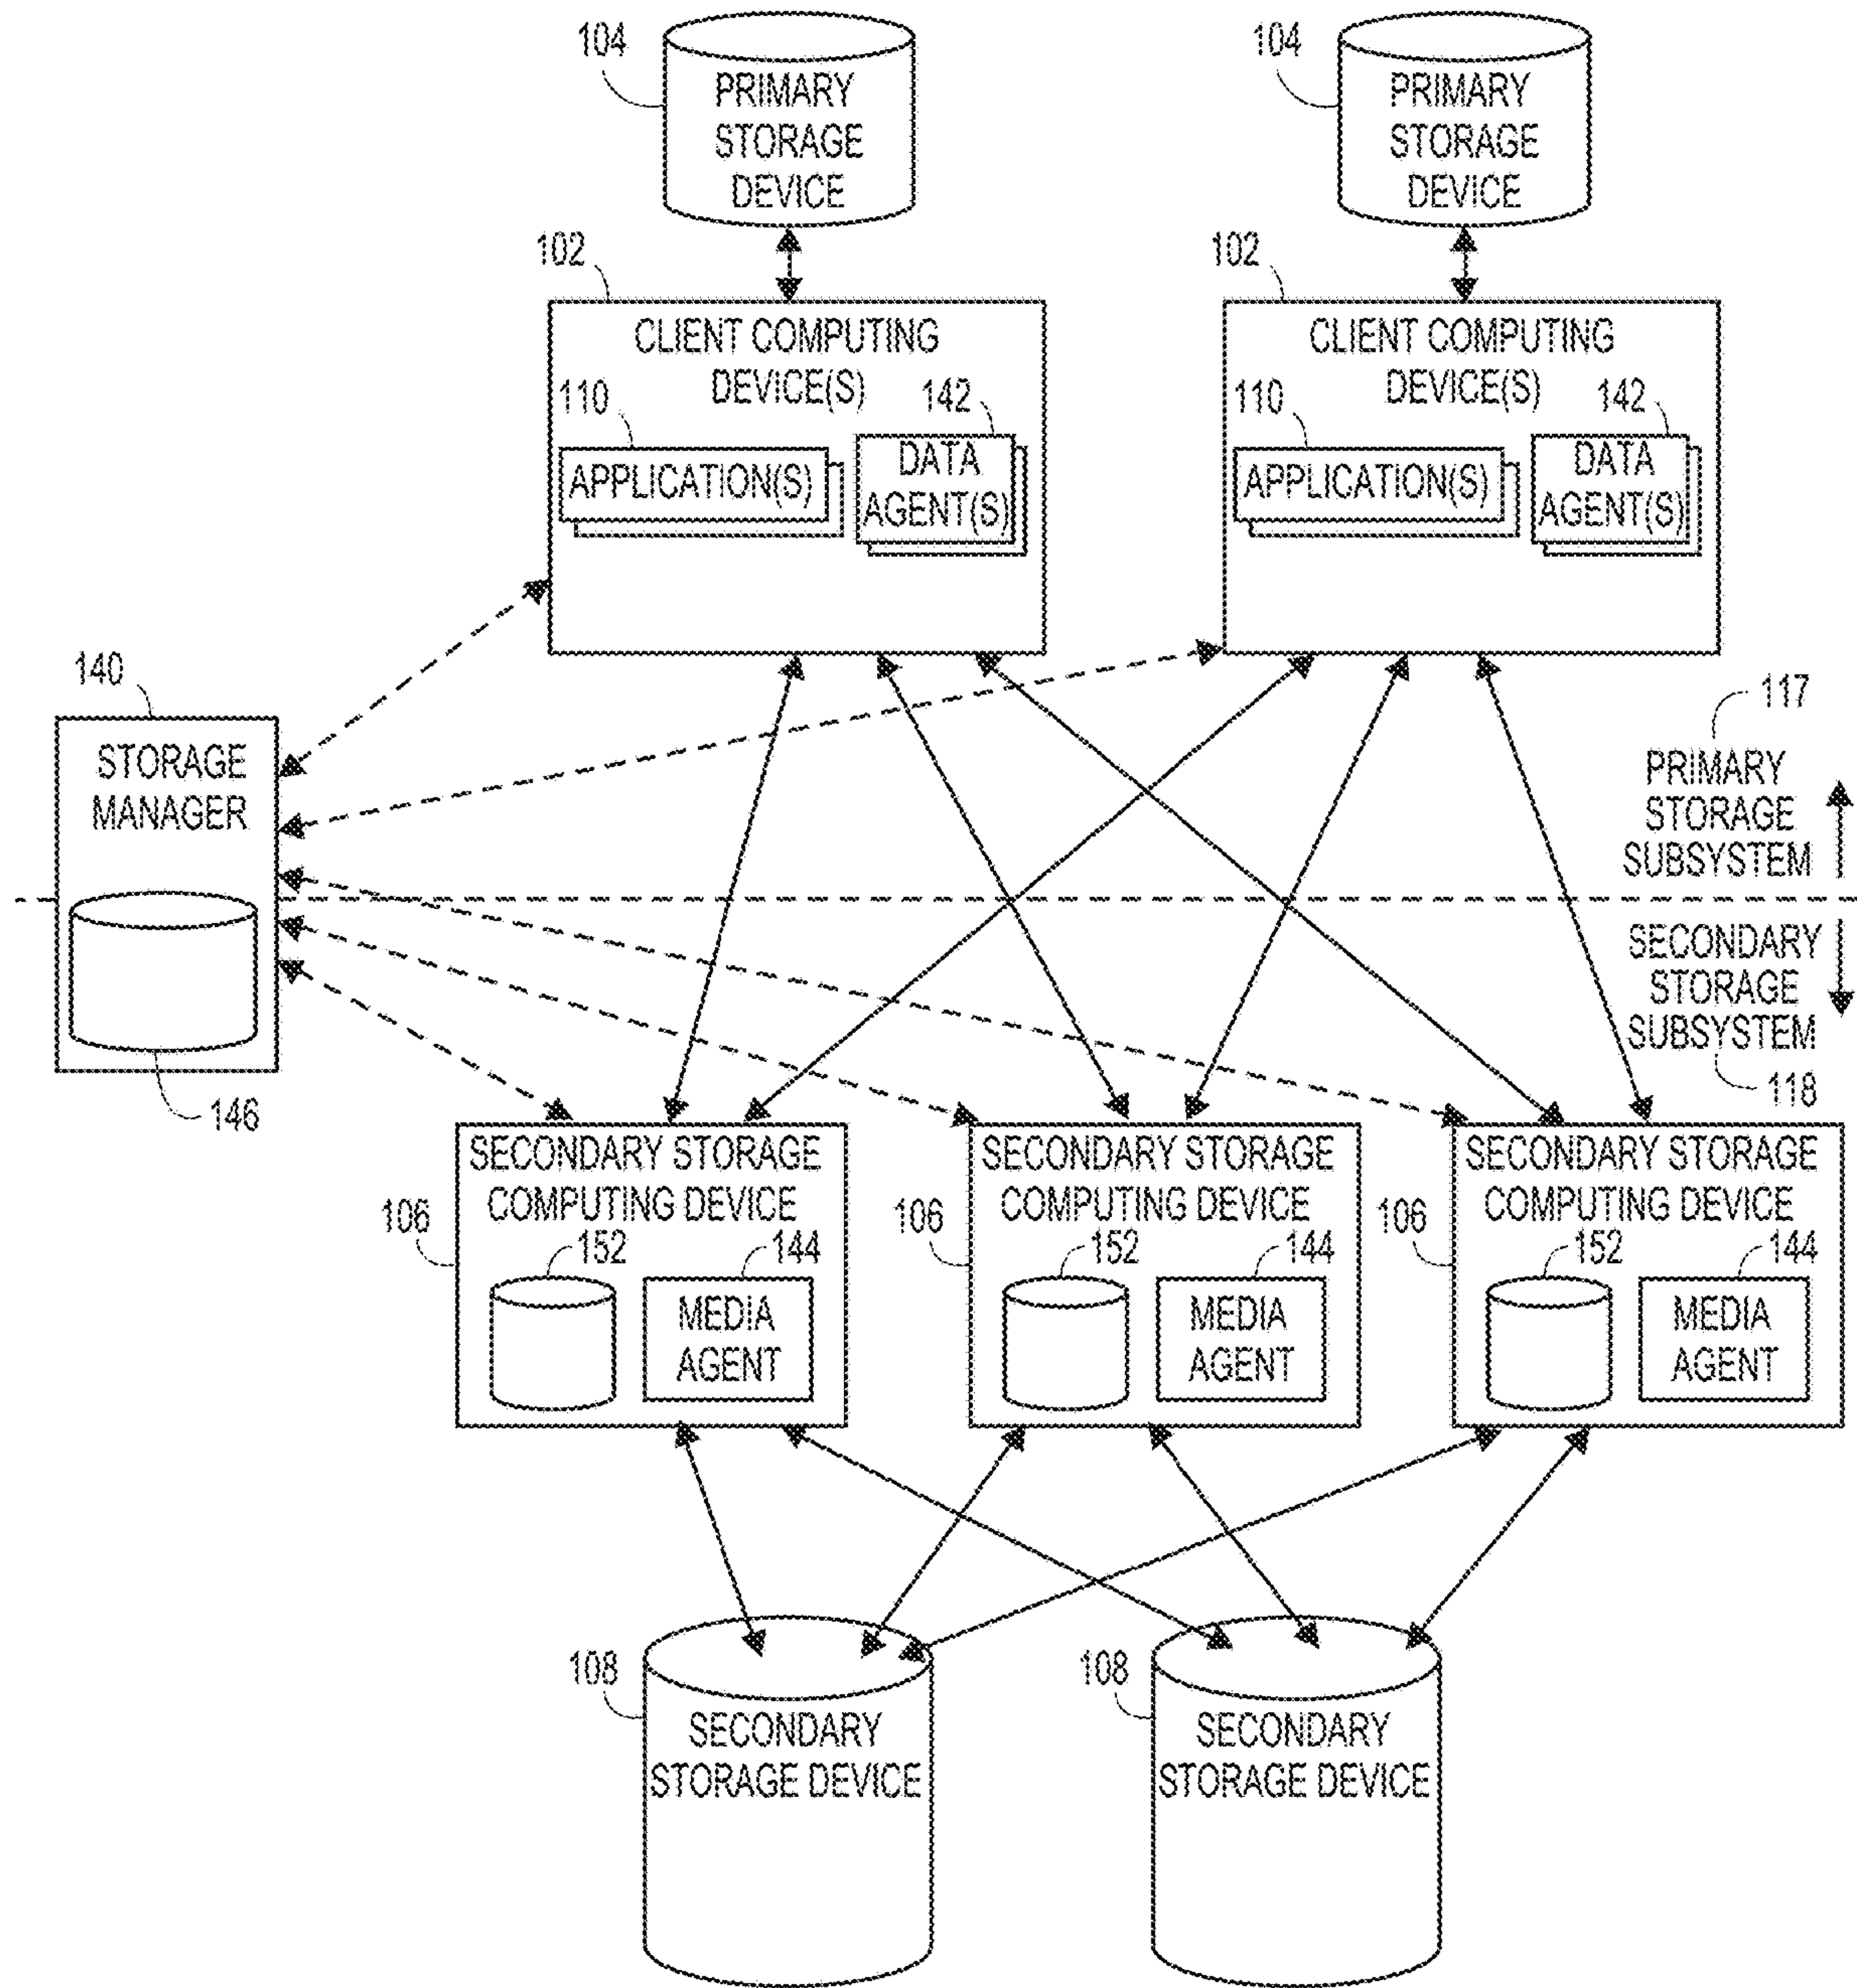 104
PRIMARY
STORAGE
DEVICE
104
PRIMARY
STORAGE
DEVICE
102
CLIENT COMPUTING
DEVICE(S)
110
APPLICATION(S)
142
DATA
AGENT(S)
102
CLIENT COMPUTING
DEVICE(S)
110
APPLICATION(S)
142
DATA
AGENT(S)
140
STORAGE
MANAGER
146
117
PRIMARY
STORAGE
SUBSYSTEM
SECONDARY
STORAGE
SUBSYSTEM
118
106
SECONDARY STORAGE
COMPUTING DEVICE
152
144
MEDIA
AGENT
106
SECONDARY STORAGE
COMPUTING DEVICE
152
144
MEDIA
AGENT
106
SECONDARY STORAGE
COMPUTING DEVICE
152
144
MEDIA
AGENT
108
SECONDARY
STORAGE DEVICE
108
SECONDARY
STORAGE DEVICE